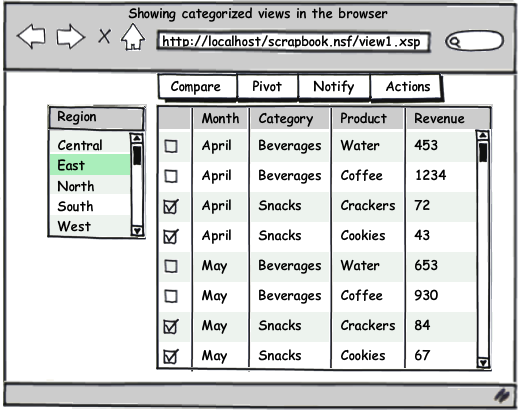 Showing categorized views in the browser
http://localhost/scrapbook.nsf/view1.xsp
Compare Pivot Notify Actions
Region
Central
East
North
South
West
Month Category Product Revenue
April Beverages Water 453
April Beverages Coffee 1234
April Snacks Crackers 72
April Snacks Cookies 43
May Beverages Water 653
May Beverages Coffee 930
May Snacks Crackers 84
May Snacks Cookies 67